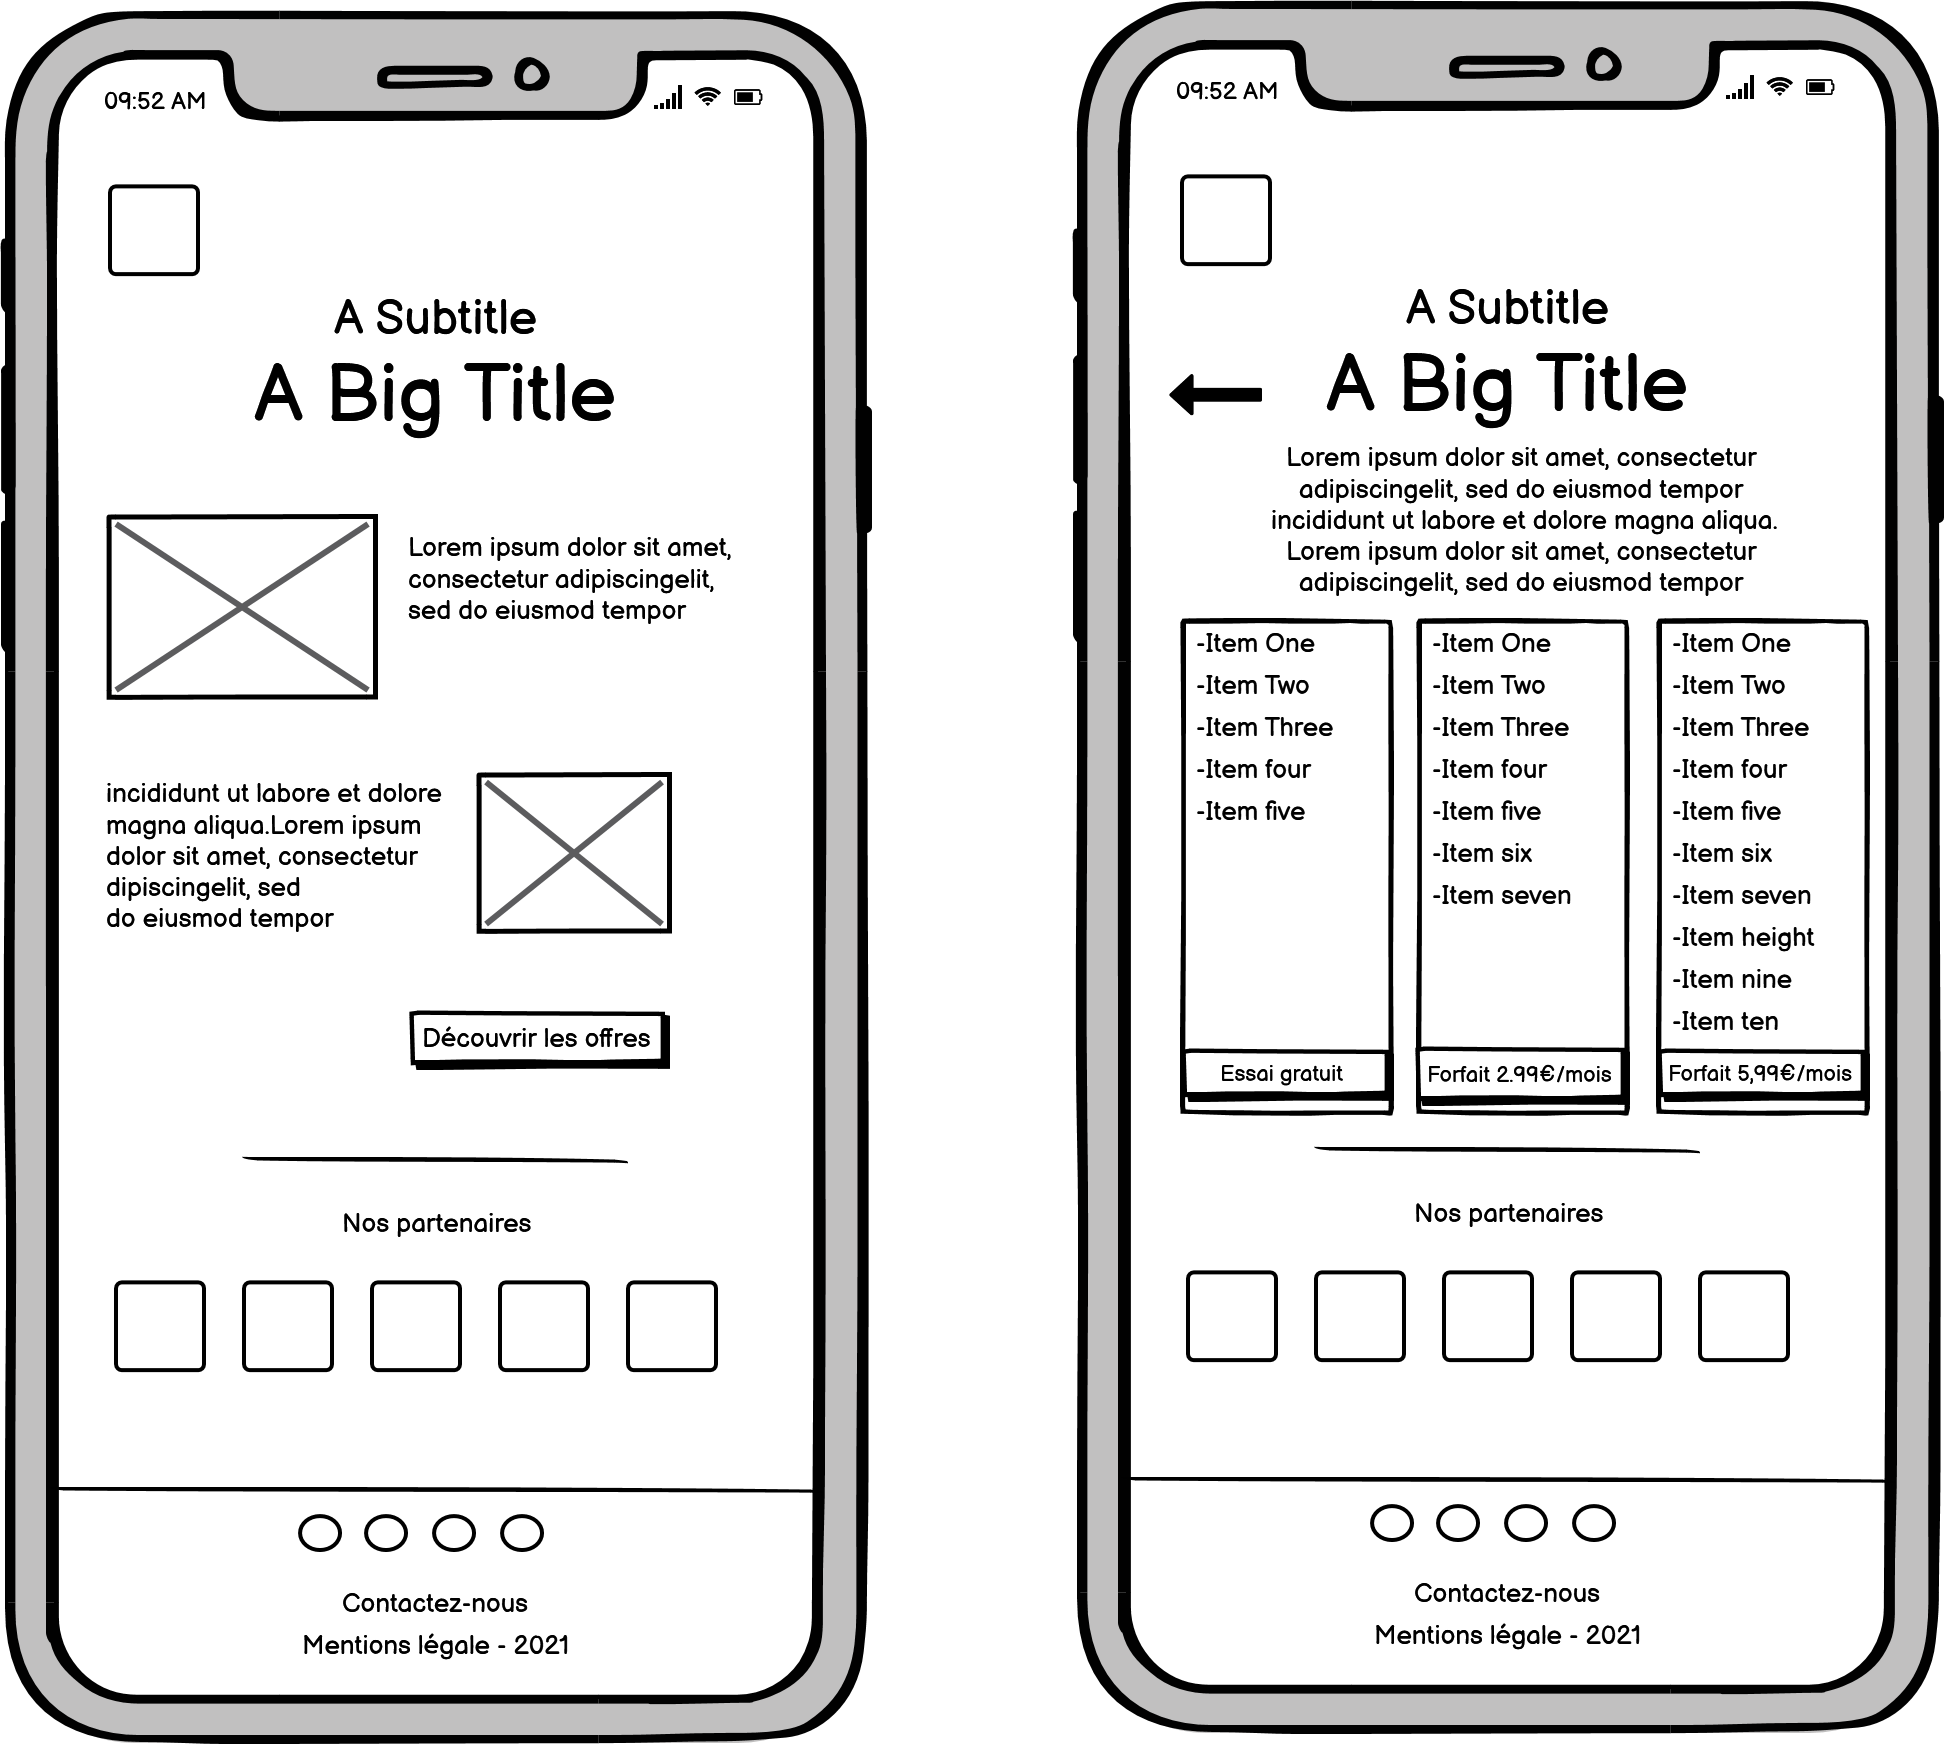 09:52 AM
A Subtitle
A Big Title
Lorem ipsum dolor sit amet,
consectetur adipiscingelit,
sed do eiusmod tempor
incididunt ut labore et dolore
magna aliqua.Lorem ipsum
dolor sit amet, consectetur
dipiscingelit, sed
do eiusmod tempor
Découvrir les offres
Nos partenaires
Contactez-nous
Mentions légale - 2021
09:52 AM
A Subtitle
A Big Title
Lorem ipsum dolor sit amet, consectetur
adipiscingelit, sed do eiusmod tempor
incididunt ut labore et dolore magna aliqua.
Lorem ipsum dolor sit amet, consectetur
adipiscingelit, sed do eiusmod tempor
-Item One
-Item Two
-Item Three
-Item four
-Item five
Essai gratuit
-Item One
-Item Two
-Item Three
-Item four
-Item five
-Item six
-Item seven
Forfait 2.99€/mois
-Item One
-Item Two
-Item Three
-Item four
-Item five
-Item six
-Item seven
-Item height
-Item nine
-Item ten
Forfait 5,99€/mois
Nos partenaires
Contactez-nous
Mentions légale - 2021